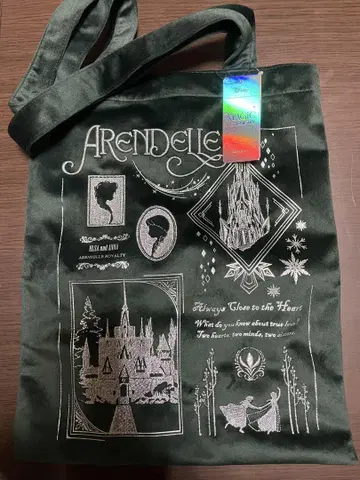 ARENDELLE
Disney
ELSA and ANNA
ARENDELLE ROYALTY
Always Close to the Heart
What do you know about true love?
Two hearts, two minds, two sisters